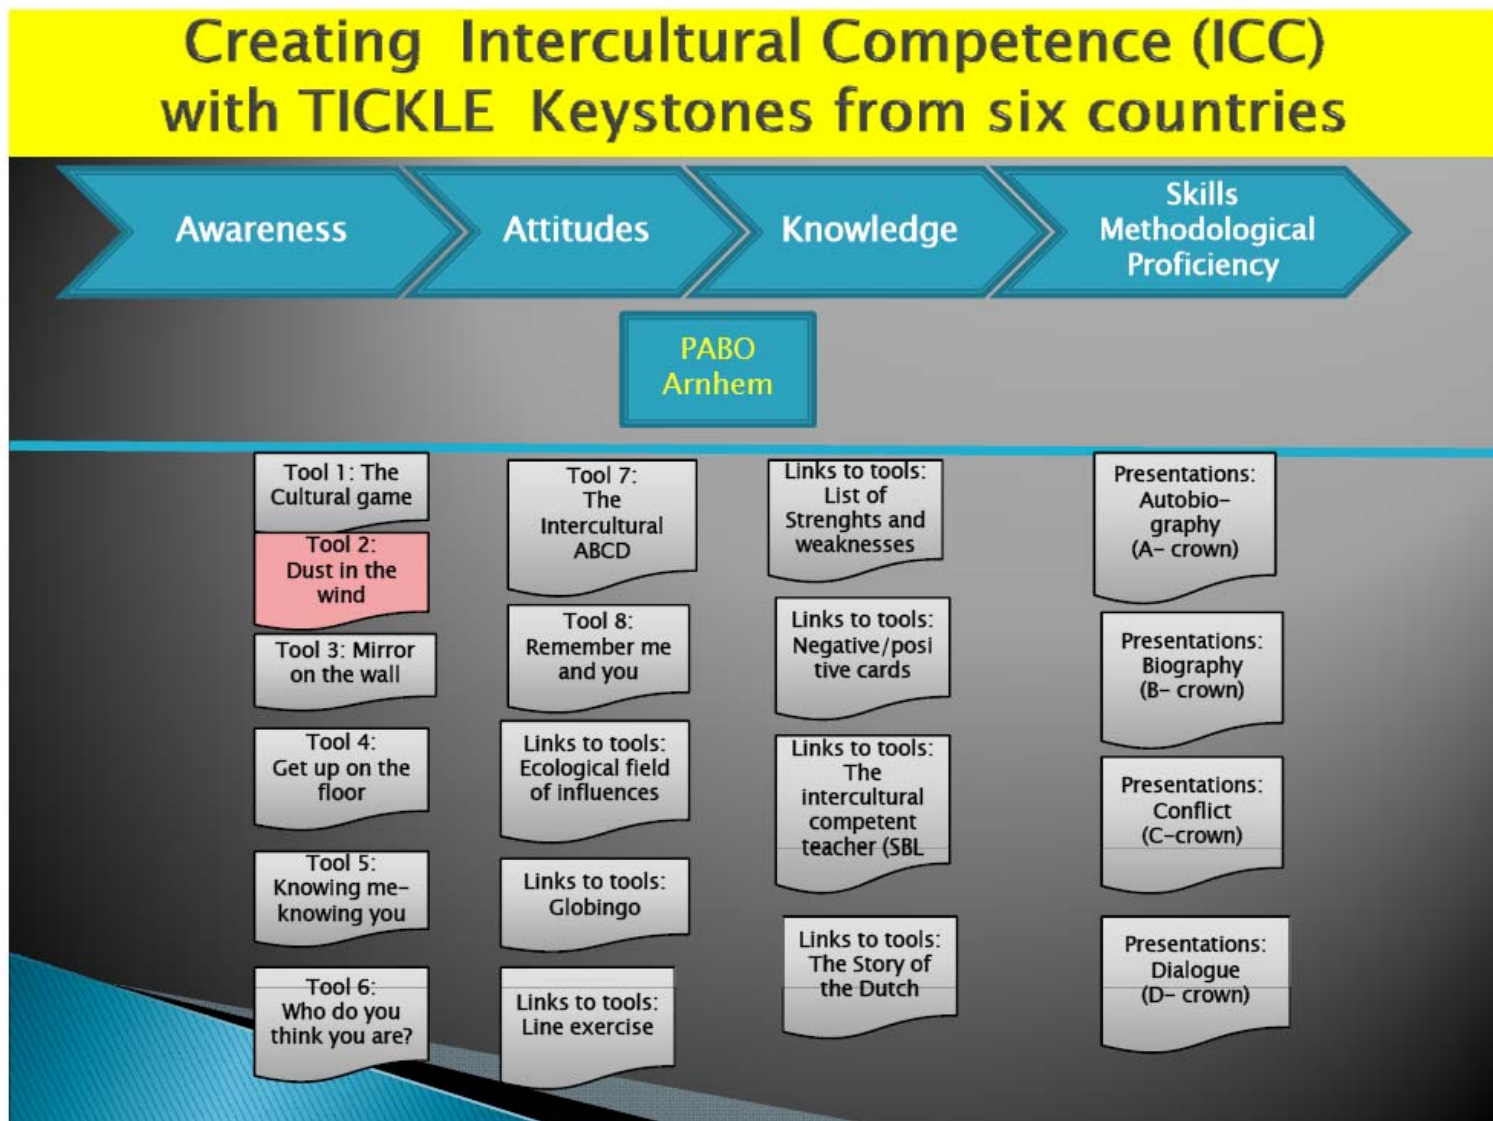 Creating Intercultural Competence (ICC)
with TICKLE Keystones from six countries
Awareness
Attitudes
Knowledge
Skills
Methodological
Proficiency
PABO
Arnhem
Tool 1: The
Cultural game
Tool 2:
Dust in the
wind
Tool 3: Mirror
on the wall
Tool 4:
Get up on the
floor
Tool 5:
Knowing me-
knowing you
Tool 6:
Who do you
think you are?
Tool 7:
The
Intercultural
ABCD
Tool 8:
Remember me
and you
Links to tools:
Ecological field
of influences
Links to tools:
Globingo
Links to tools:
Line exercise
Links to tools:
List of
Strenghts and
weaknesses
Links to tools:
Negative/posi
tive cards
Links to tools:
The
intercultural
competent
teacher (SBL
Links to tools:
The Story of
the Dutch
Presentations:
Autobio-
graphy
(A- crown)
Presentations:
Biography
(B- crown)
Presentations:
Conflict
(C-crown)
Presentations:
Dialogue
(D- crown)